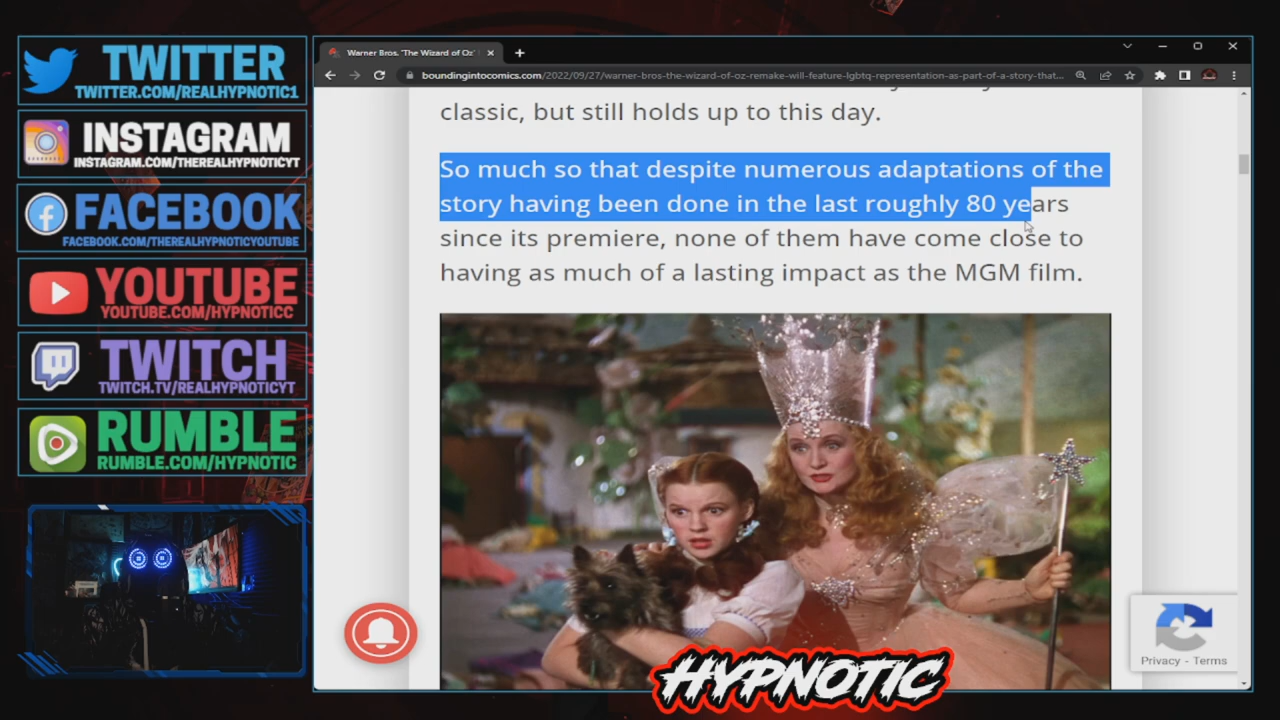 TWITTER
TWITTER.COM/REALHYPNOTIC1
INSTAGRAM
INSTAGRAM.COM/THEREALHYPNOTICYT
FACEBOOK
FACEBOOK.COM/THEREALHYPNOTICYOUTUBE
YOUTUBE
YOUTUBE.COM/HYPNOTICC
TWITCH
TWITCH.TV/REALHYPNOTICYT
RUMBLE
RUMBLE.COM/HYPNOTIC
Warner Bros. 'The Wizard of Oz'
boundingintocomics.com/2022/09/27/warner-bros-the-wizard-of-oz-remake-will-feature-lgbtq-representation-as-part-of-a-story-that...
classic, but still holds up to this day.
So much so that despite numerous adaptations of the
story having been done in the last roughly 80 years
since its premiere, none of them have come close to
having as much of a lasting impact as the MGM film.
Privacy - Terms
HYPNOTIC